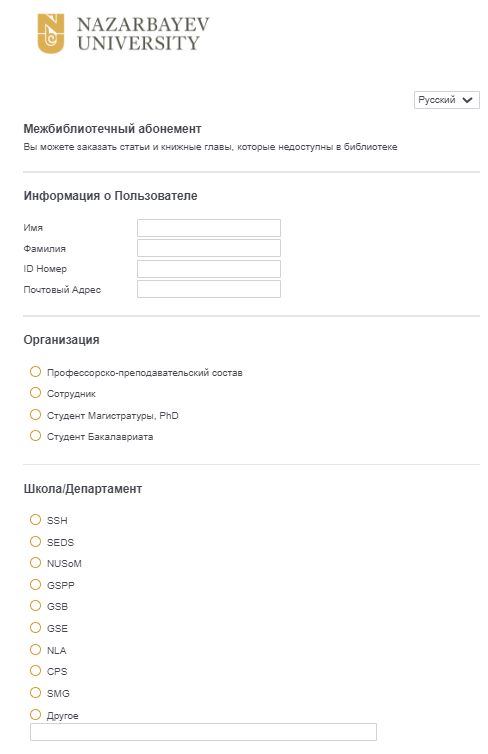 NAZARBAYEV
UNIVERSITY
Русский
Межбиблиотечный абонемент
Вы можете заказать статьи и книжные главы, которые недоступны в библиотеке
Информация о Пользователе
Имя
Фамилия
ID Номер
Почтовый Адрес
Организация
Профессорско-преподавательский состав
Сотрудник
Студент Магистратуры, PhD
Студент Бакалавриата
Школа/Департамент
SSH
SEDS
NUSoM
GSPP
GSB
GSE
NLA
CPS
SMG
Другое